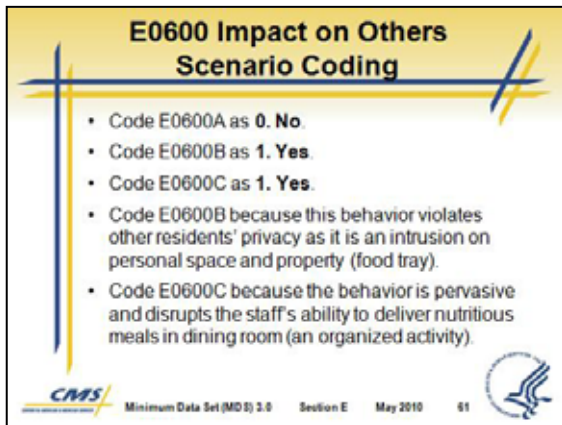 E0600 Impact on Others
Scenario Coding
• Code E0600A as 0. No.
• Code E0600B as 1. Yes.
• Code E0600C as 1. Yes.
• Code E0600B because this behavior violates
other residents' privacy as it is an intrusion on
personal space and property (food tray).
• Code E0600C because the behavior is pervasive
and disrupts the staff's ability to deliver nutritious
meals in dining room (an organized activity).
CMS
Minimum Data Set (MDS) 3.0 Section E May 2010 61